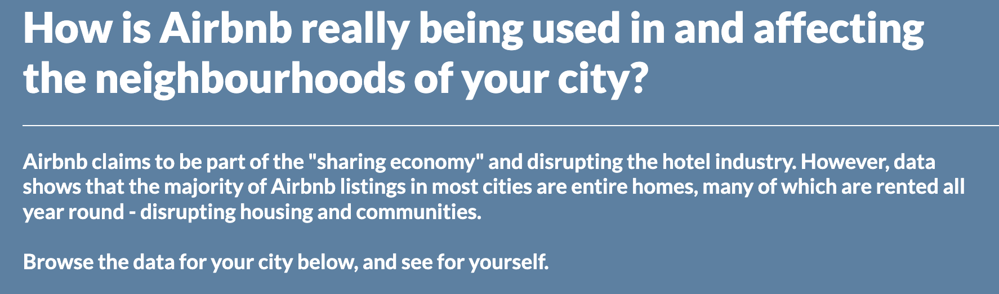 How is Airbnb really being used in and affecting
the neighbourhoods of your city?
Airbnb claims to be part of the "sharing economy" and disrupting the hotel industry. However, data
shows that the majority of Airbnb listings in most cities are entire homes, many of which are rented all
year round - disrupting housing and communities.
Browse the data for your city below, and see for yourself.